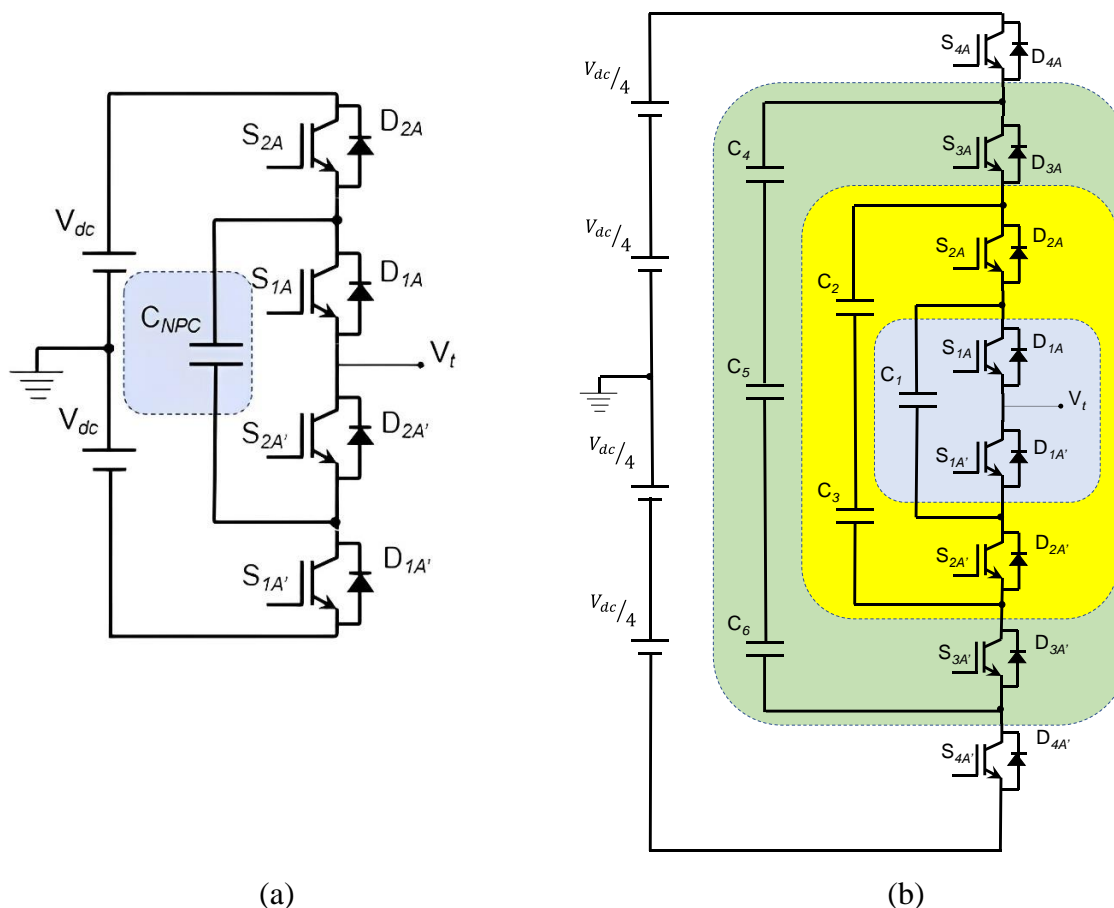 S2A
D2A
Vdc
S1A
D1A
CNPC
Vt
Vdc
S2A'
D2A'
S1A'
D1A'
(a)
S4A
D4A
Vdc/4
C4
S3A
D3A
Vdc/4
C2
S2A
D2A
C5
C1
S1A
D1A
Vt
S1A'
D1A'
Vdc/4
C3
S2A'
D2A'
Vdc/4
C6
S3A'
D3A'
S4A'
D4A'
(b)